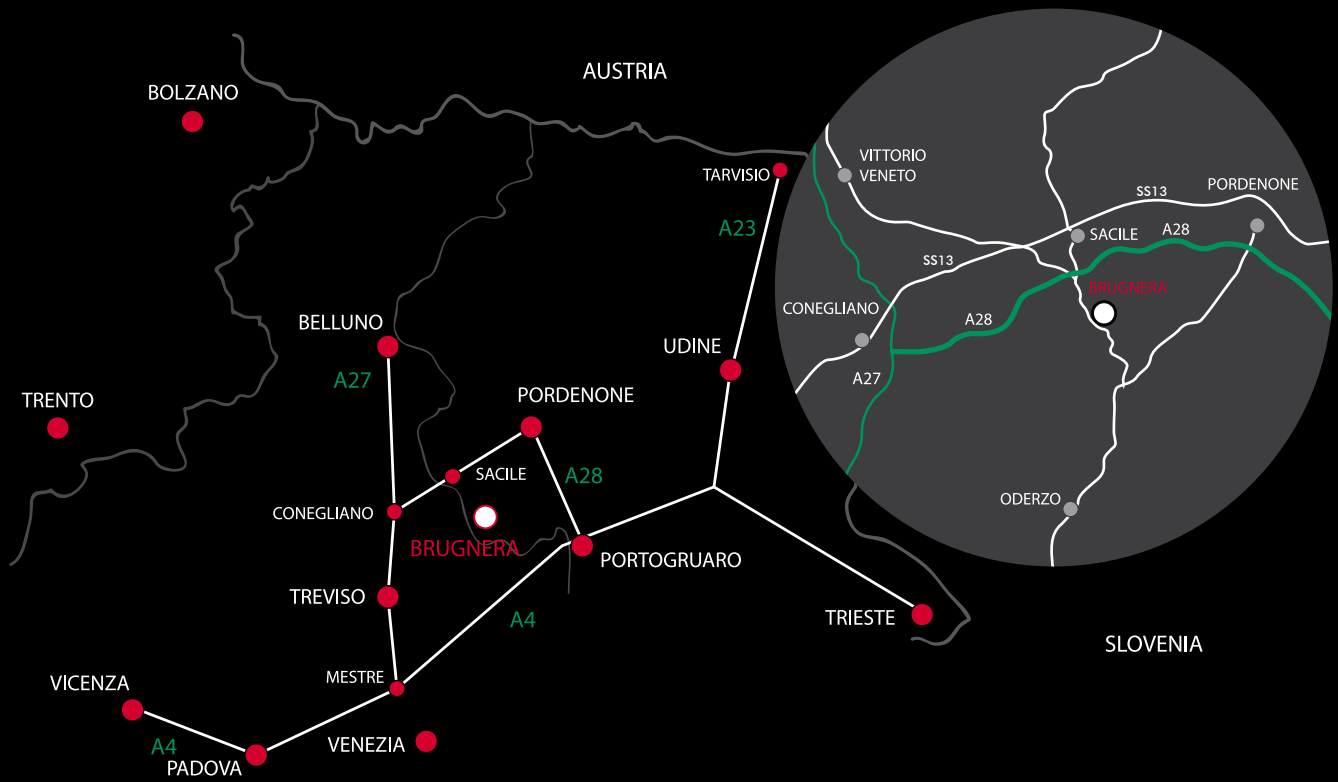 AUSTRIA
BOLZANO
TARVISIO
A23
BELLUNO
A27
UDINE
TRENTO
PORDENONE
SACILE
A28
CONEGLIANO
BRUGNERA
PORTOGRUARO
TREVISO
A4
TRIESTE
SLOVENIA
MESTRE
VICENZA
A4
VENEZIA
PADOVA
VITTORIO
VENETO
SS13
PORDENONE
SACILE
A28
SS13
BRUGNERA
CONEGLIANO
A28
A27
ODERZO